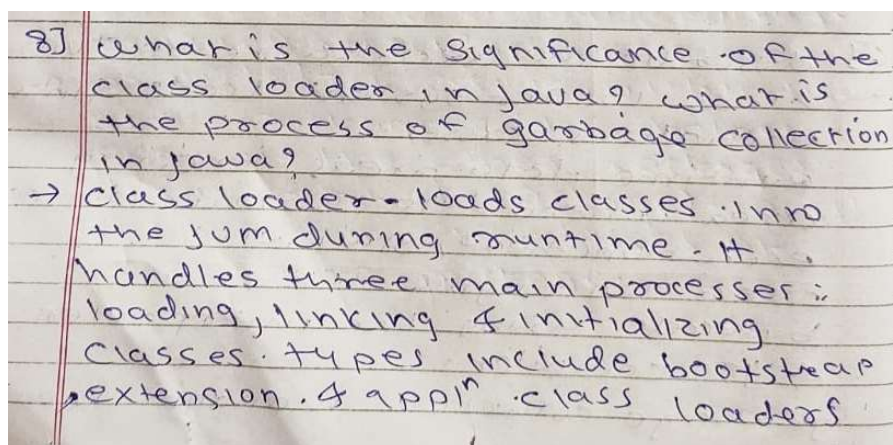 8] what is the significance of the
class loader in java? what is
the process of garbage collection
in java?
→ class loader - loads classes into
the jvm during runtime. It
handles three main processes:
loading, linking & initializing
classes. types include bootstrap
extension. & appln class loaders